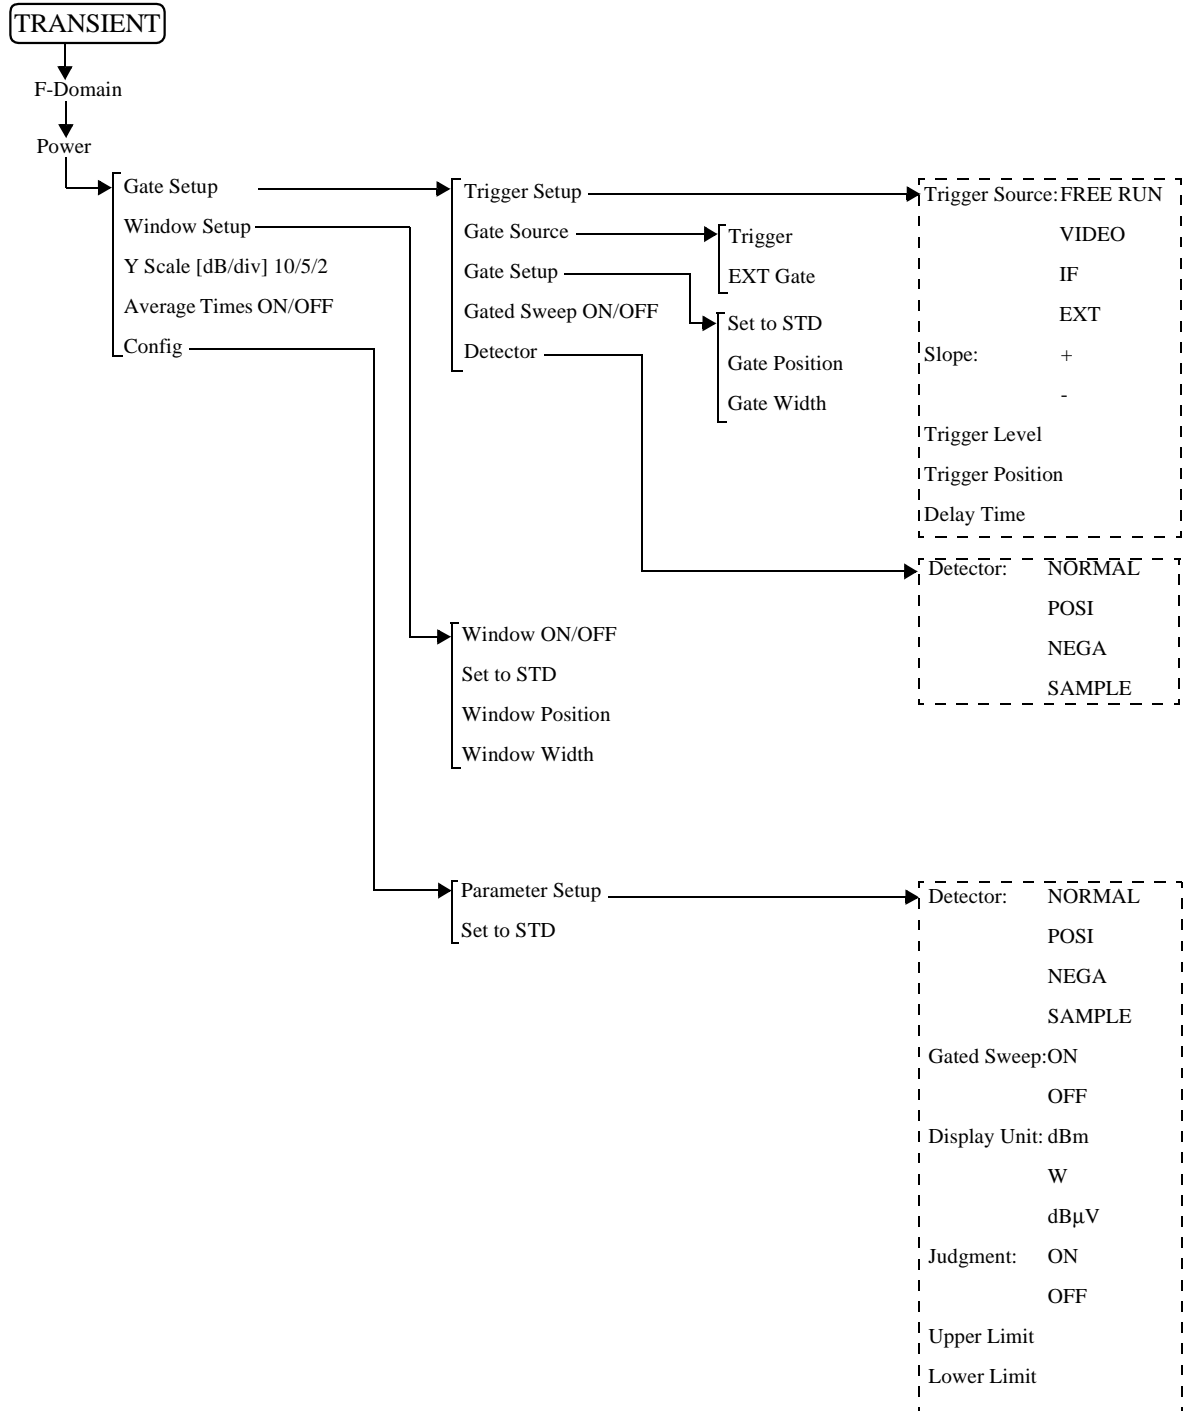 TRANSIENT
F-Domain
Power
Gate Setup
Window Setup
Y Scale [dB/div] 10/5/2
Average Times ON/OFF
Config
Trigger Setup
Gate Source
Gate Setup
Gated Sweep ON/OFF
Detector
Trigger
EXT Gate
Set to STD
Gate Position
Gate Width
Trigger Source: FREE RUN
VIDEO
IF
EXT
Slope: +
-
Trigger Level
Trigger Position
Delay Time
Detector: NORMAL
POSI
NEGA
SAMPLE
Window ON/OFF
Set to STD
Window Position
Window Width
Parameter Setup
Set to STD
Detector: NORMAL
POSI
NEGA
SAMPLE
Gated Sweep: ON
OFF
Display Unit: dBm
W
dBμV
Judgment: ON
OFF
Upper Limit
Lower Limit